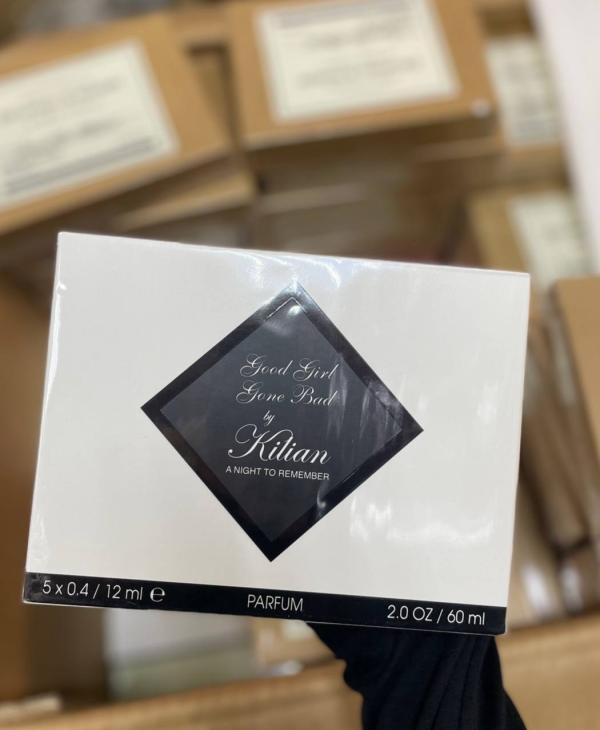 Good Girl
Gone Bad
by
Kilian
A NIGHT TO REMEMBER
5 x 0.4 / 12 ml ℮
PARFUM
2.0 OZ / 60 ml